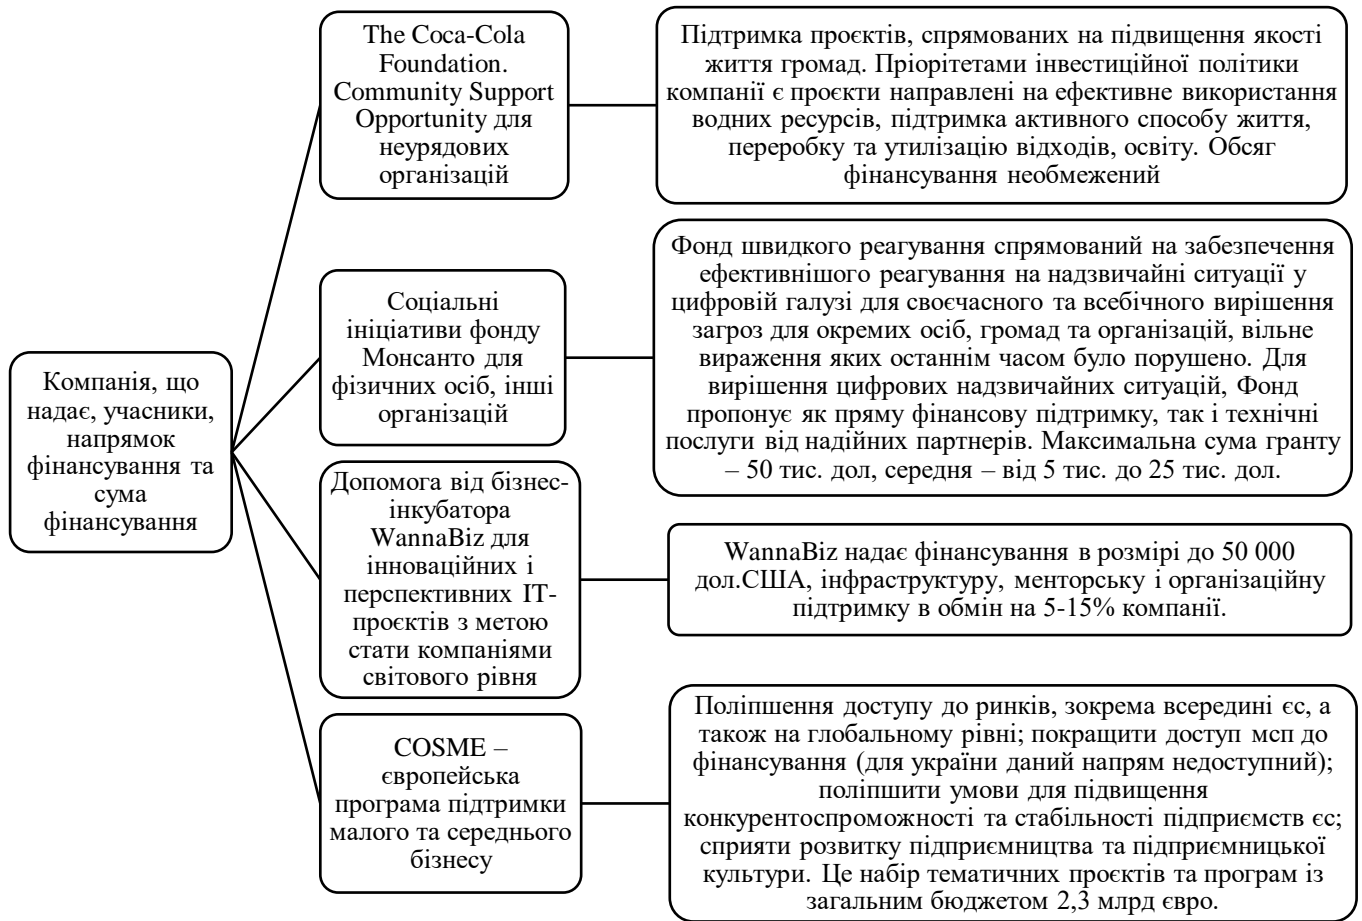 Компанія, що
надає, учасники,
напрямок
фінансування та
сума
фінансування
The Coca-Cola
Foundation.
Community Support
Opportunity для
неурядових
організацій
Підтримка проєктів, спрямованих на підвищення якості
життя громад. Пріорітетами інвестиційної політики
компанії є проєкти направлені на ефективне використання
водних ресурсів, підтримка активного способу життя,
переробку та утилізацію відходів, освіту. Обсяг
фінансування необмежений
Соціальні
ініціативи фонду
Монсанто для
фізичних осіб, інші
організацій
Фонд швидкого реагування спрямований на забезпечення
ефективнішого реагування на надзвичайні ситуації у
цифровій галузі для своєчасного та всебічного вирішення
загроз для окремих осіб, громад та організацій, вільне
вираження яких останнім часом було порушено. Для
вирішення цифрових надзвичайних ситуацій, Фонд
пропонує як пряму фінансову підтримку, так і технічні
послуги від надійних партнерів. Максимальна сума гранту
– 50 тис. дол, середня – від 5 тис. до 25 тис. дол.
Допомога від бізнес-
інкубатора
WannaBiz для
інноваційних і
перспективних ІТ-
проєктів з метою
стати компаніями
світового рівня
WannaBiz надає фінансування в розмірі до 50 000
дол.США, інфраструктуру, менторську і організаційну
підтримку в обмін на 5-15% компанії.
COSME –
європейська
програма підтримки
малого та середнього
бізнесу
Поліпшення доступу до ринків, зокрема всередині єс, а
також на глобальному рівні; покращити доступ мсп до
фінансування (для україни даний напрям недоступний);
поліпшити умови для підвищення
конкурентоспроможності та стабільності підприємств єс;
сприяти розвитку підприємництва та підприємницької
культури. Це набір тематичних проєктів та програм із
загальним бюджетом 2,3 млрд євро.